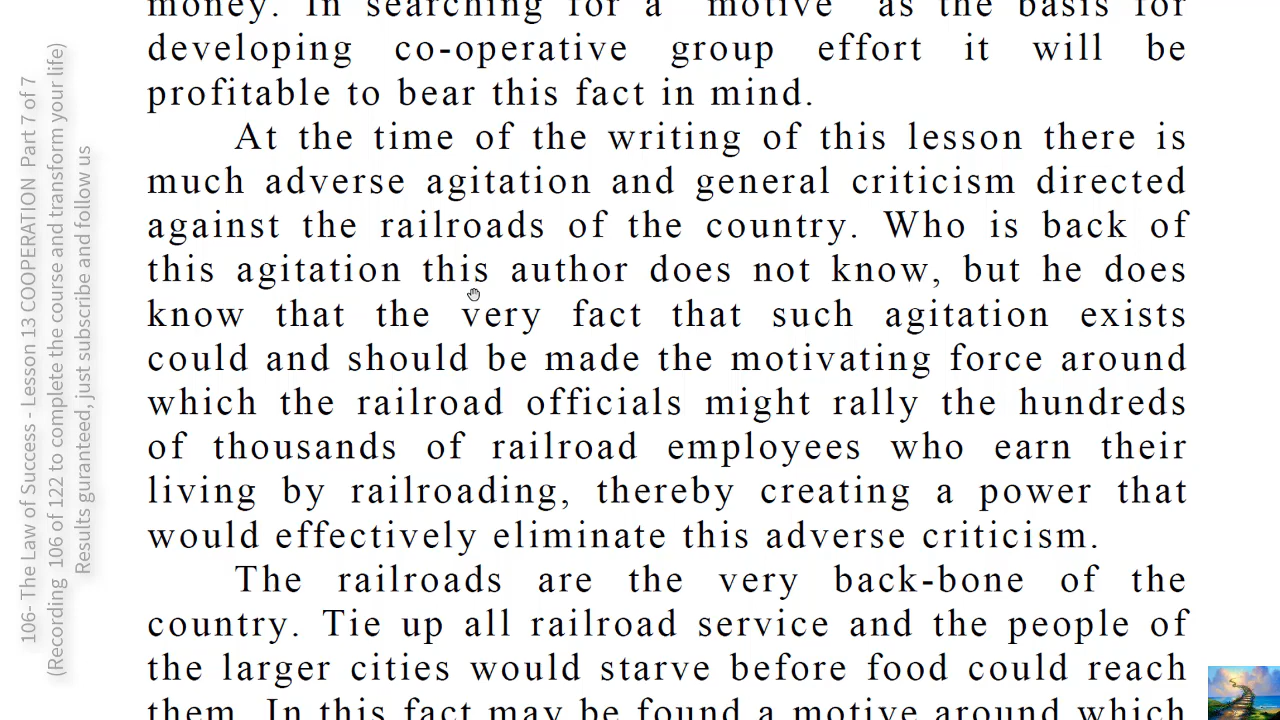 money. In searching for a "motive" as the basis for
developing co-operative group effort it will be
profitable to bear this fact in mind.
At the time of the writing of this lesson there is
much adverse agitation and general criticism directed
against the railroads of the country. Who is back of
this agitation this author does not know, but he does
know that the very fact that such agitation exists
could and should be made the motivating force around
which the railroad officials might rally the hundreds
of thousands of railroad employees who earn their
living by railroading, thereby creating a power that
would effectively eliminate this adverse criticism.
The railroads are the very back-bone of the
country. Tie up all railroad service and the people of
the larger cities would starve before food could reach
them. In this fact may be found a motive around which
106- The Law of Success - Lesson 13 COOPERATION Part 7 of 7
(Recording 106 of 122 to complete the course and transform your life)
Results guranteed, just subscribe and follow us